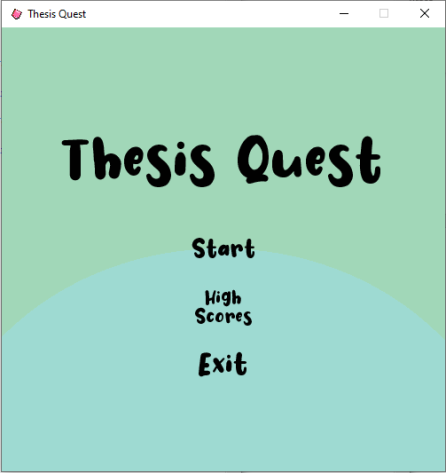 Thesis Quest
Thesis Quest
Start
High
Scores
Exit